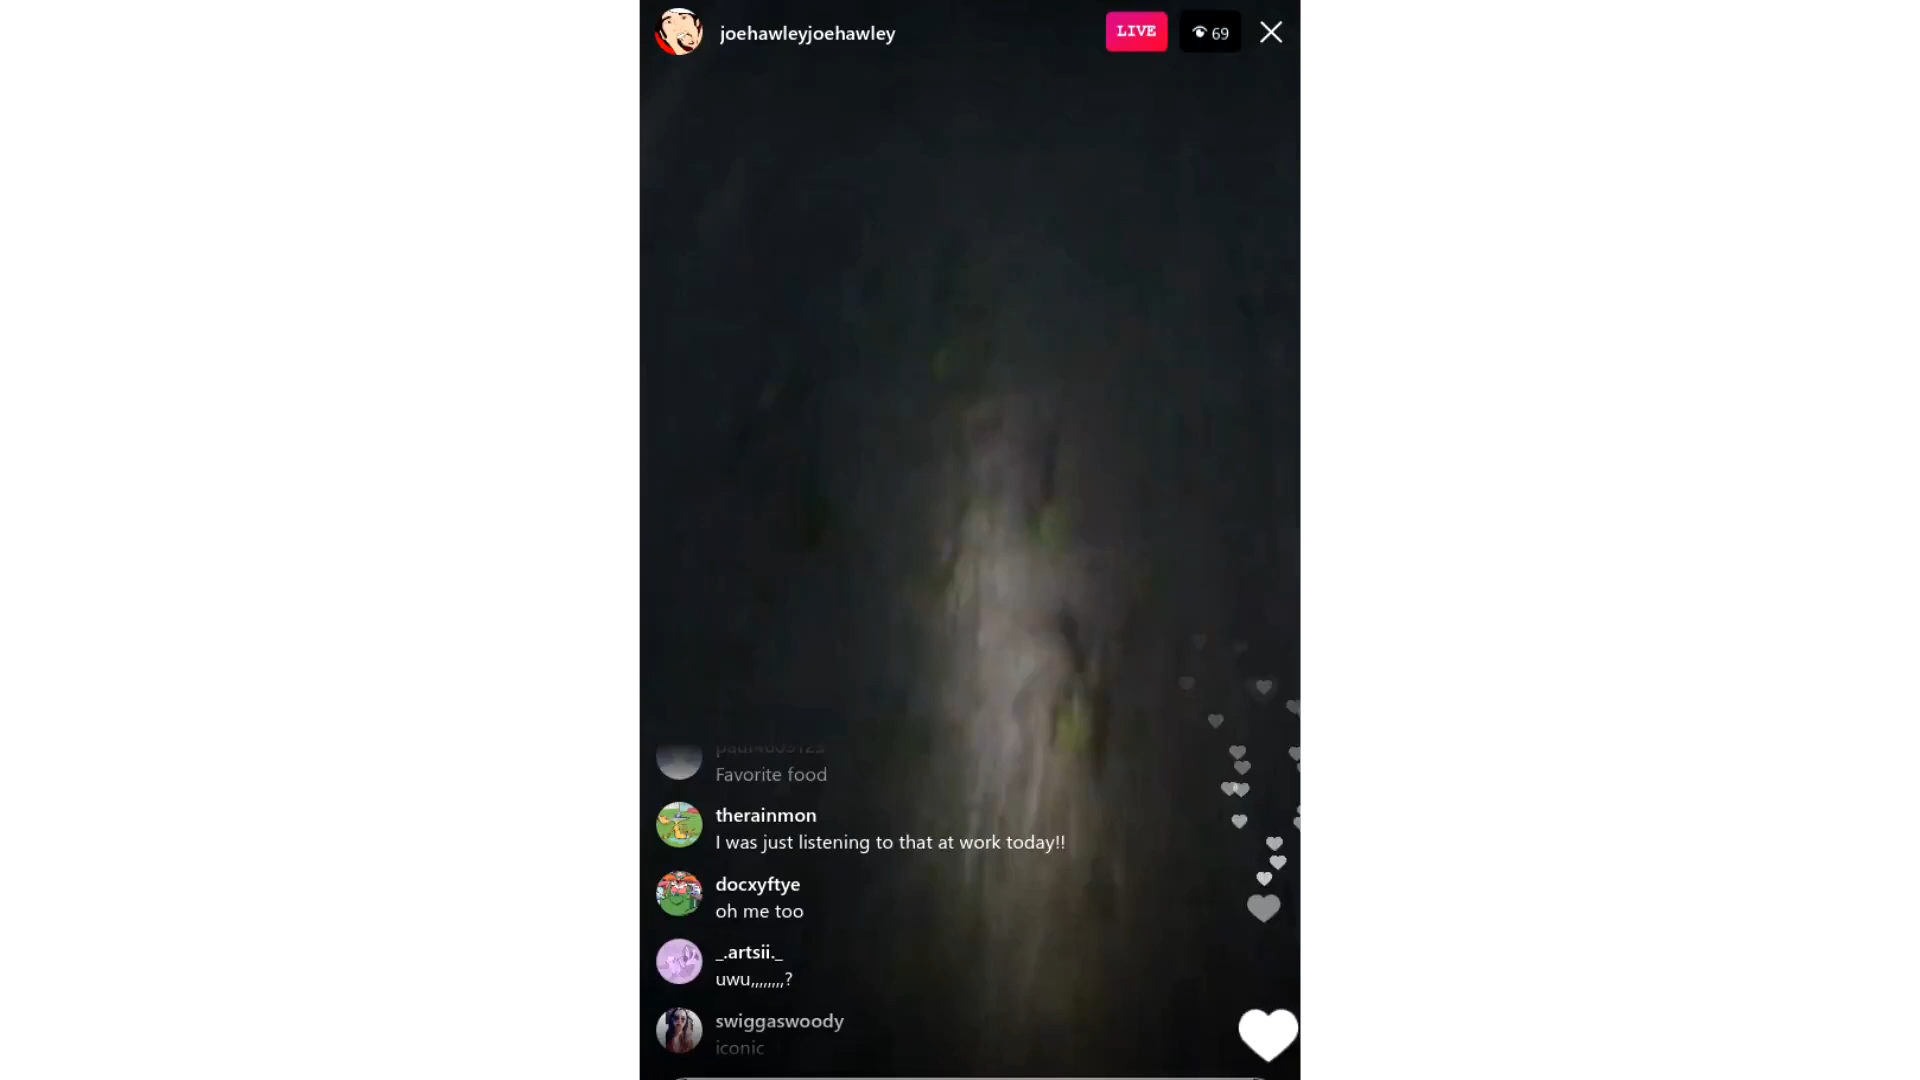 joehawleyjoehawley
LIVE
69
Favorite food
therainmon
I was just listening to that at work today!!
docxyftye
oh me too
_.artsii._
uwu,,,,,,,,?
swiggaswoody
iconic